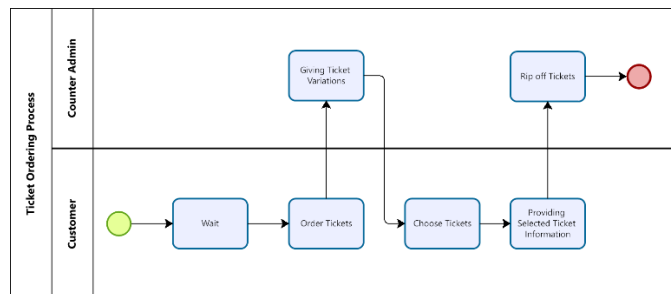 Ticket Ordering Process
Counter Admin
Giving Ticket
Variations
Rip off Tickets
Customer
Wait
Order Tickets
Choose Tickets
Providing
Selected Ticket
Information